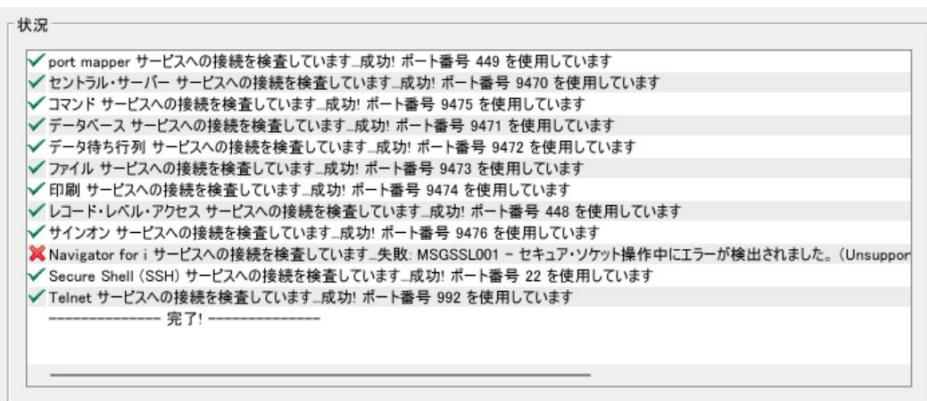 状況
port mapper サービスへの接続を検査しています...成功! ポート番号 449 を使用しています
セントラル・サーバー サービスへの接続を検査しています...成功! ポート番号 9470 を使用しています
コマンド サービスへの接続を検査しています...成功! ポート番号 9475 を使用しています
データベース サービスへの接続を検査しています...成功! ポート番号 9471 を使用しています
データ待ち行列 サービスへの接続を検査しています...成功! ポート番号 9472 を使用しています
ファイル サービスへの接続を検査しています...成功! ポート番号 9473 を使用しています
印刷 サービスへの接続を検査しています...成功! ポート番号 9474 を使用しています
レコード・レベル・アクセス サービスへの接続を検査しています...成功! ポート番号 448 を使用しています
サインオン サービスへの接続を検査しています...成功! ポート番号 9476 を使用しています
Navigator for i サービスへの接続を検査しています...失敗: MSGSSL001 - セキュア・ソケット操作中にエラーが検出されました。(Unsuppor
Secure Shell (SSH) サービスへの接続を検査しています...成功! ポート番号 22 を使用しています
Telnet サービスへの接続を検査しています...成功! ポート番号 992 を使用しています
-------------- 完了! --------------